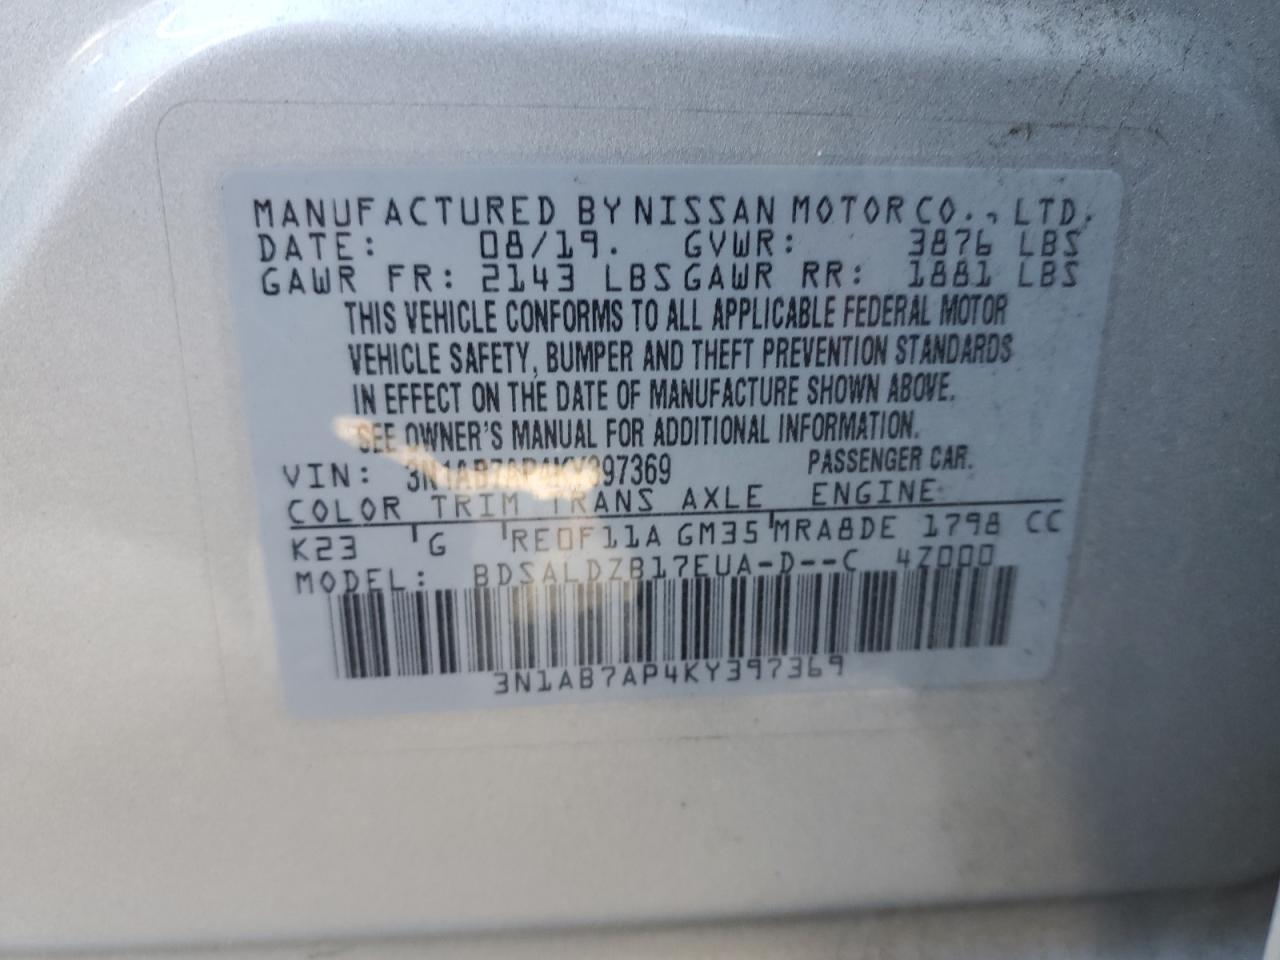 MANUFACTURED BY NISSAN MOTOR CO., LTD.
DATE: 08/19. GVWR: 3876 LBS
GAWR FR: 2143 LBS GAWR RR: 1881 LBS
THIS VEHICLE CONFORMS TO ALL APPLICABLE FEDERAL MOTOR
VEHICLE SAFETY, BUMPER AND THEFT PREVENTION STANDARDS
IN EFFECT ON THE DATE OF MANUFACTURE SHOWN ABOVE.
SEE OWNER'S MANUAL FOR ADDITIONAL INFORMATION.
VIN: 3N1AB7AP4KY397369 PASSENGER CAR.
COLOR TRIM TRANS AXLE ENGINE
K23 G RE0F11A GM35 MRA8DE 1798 CC
MODEL: BDSALDZB17EUA-D--C 4Z000
3N1AB7AP4KY397369